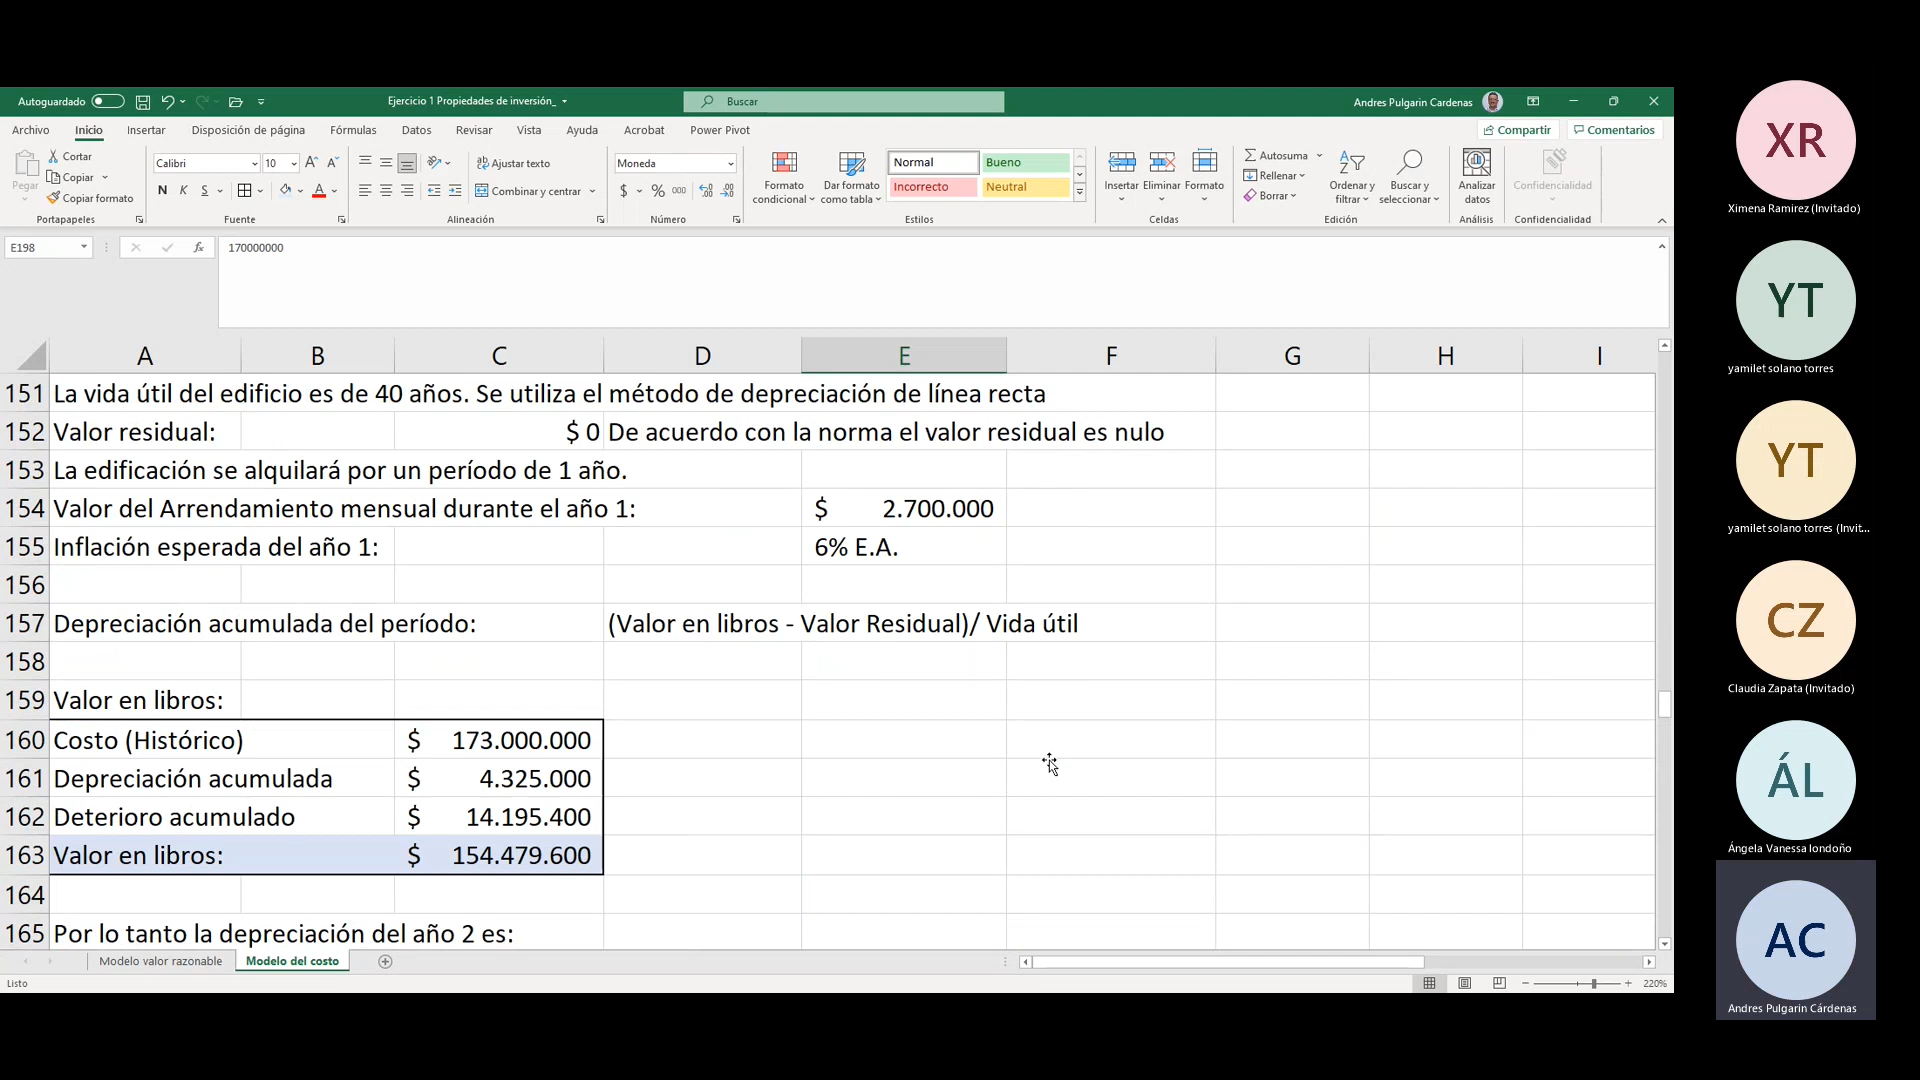 Autoguardado
Ejercicio 1 Propiedades de inversión_
Buscar
Andres Pulgarin Cardenas
Archivo Inicio Insertar Disposición de página Fórmulas Datos Revisar Vista Ayuda Acrobat Power Pivot
Compartir Comentarios
Pegar
Cortar
Copiar
Copiar formato
Portapapeles
Calibri 10
N K S
Fuente
Ajustar texto
Combinar y centrar
Alineación
Moneda
$ % 000
Número
Formato condicional
Dar formato como tabla
Normal Bueno
Incorrecto Neutral
Estilos
Insertar Eliminar Formato
Celdas
Autosuma
Rellenar
Borrar
Ordenar y filtrar
Buscar y seleccionar
Edición
Analizar datos
Análisis
Confidencialidad
Confidencialidad
E198 fx 170000000
A B C D E F G H I
151 La vida útil del edificio es de 40 años. Se utiliza el método de depreciación de línea recta
152 Valor residual: $ 0 De acuerdo con la norma el valor residual es nulo
153 La edificación se alquilará por un período de 1 año.
154 Valor del Arrendamiento mensual durante el año 1: $ 2.700.000
155 Inflación esperada del año 1: 6% E.A.
156
157 Depreciación acumulada del período: (Valor en libros - Valor Residual)/ Vida útil
158
159 Valor en libros:
160 Costo (Histórico) $ 173.000.000
161 Depreciación acumulada $ 4.325.000
162 Deterioro acumulado $ 14.195.400
163 Valor en libros: $ 154.479.600
164
165 Por lo tanto la depreciación del año 2 es:
Modelo valor razonable Modelo del costo
Listo
220%
XR
Ximena Ramirez (Invitado)
YT
yamilet solano torres
YT
yamilet solano torres (Invit...
CZ
Claudia Zapata (Invitado)
ÁL
Ángela Vanessa londoño
AC
Andres Pulgarin Cárdenas